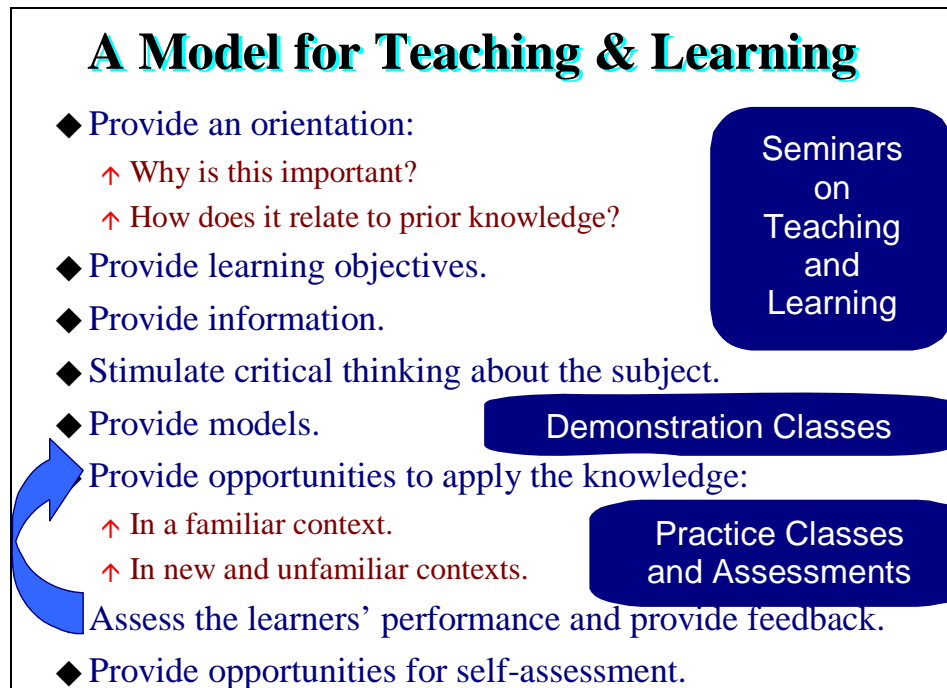 A Model for Teaching & Learning
◆ Provide an orientation:
↑ Why is this important?
↑ How does it relate to prior knowledge?
◆ Provide learning objectives.
◆ Provide information.
◆ Stimulate critical thinking about the subject.
◆ Provide models.
Provide opportunities to apply the knowledge:
↑ In a familiar context.
↑ In new and unfamiliar contexts.
Assess the learners’ performance and provide feedback.
◆ Provide opportunities for self-assessment.
Seminars
on
Teaching
and
Learning
Demonstration Classes
Practice Classes
and Assessments